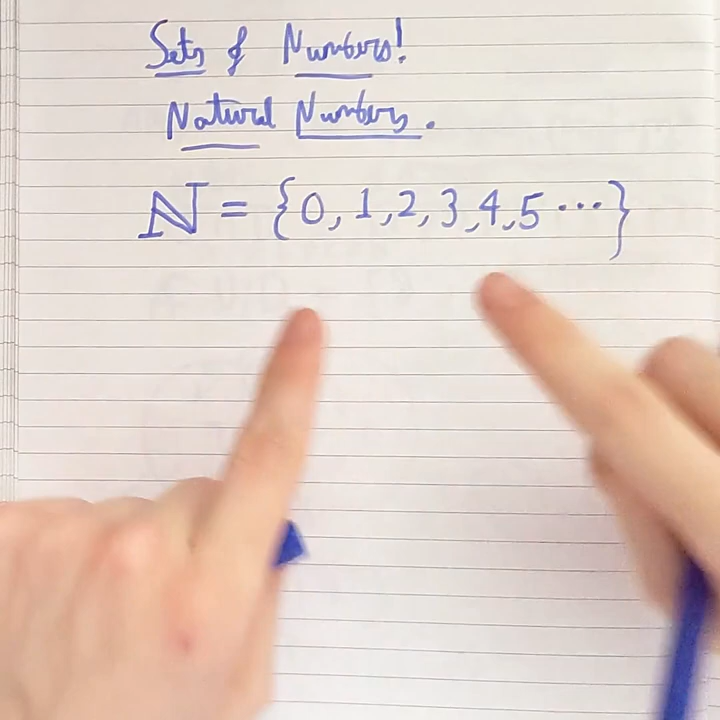 Sets of Numbers!
Natural Numbers.
ℕ = {0, 1, 2, 3, 4, 5 ...}